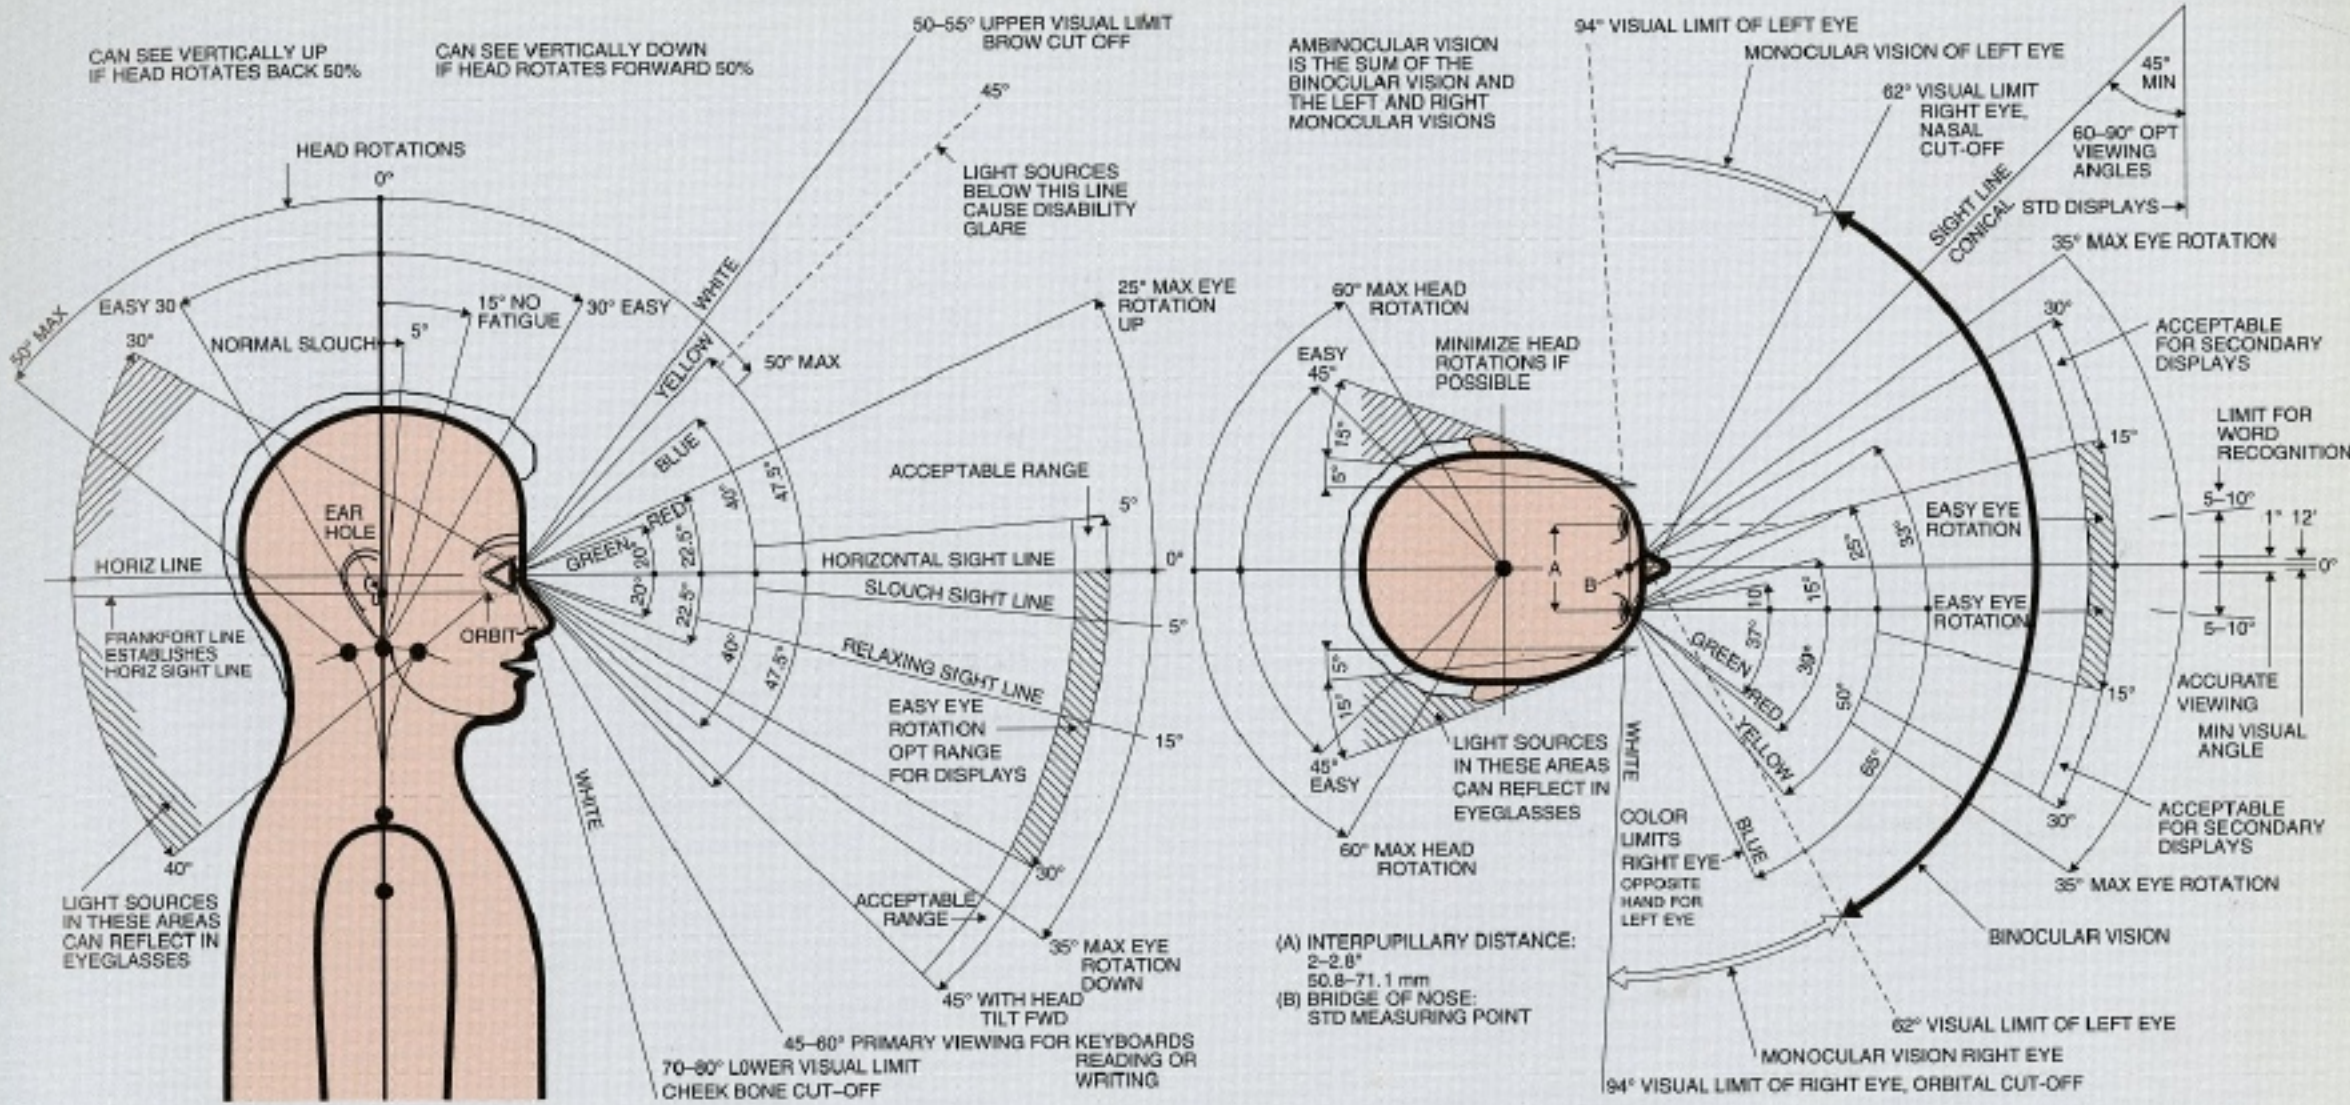 CAN SEE VERTICALLY UP
IF HEAD ROTATES BACK 50%
CAN SEE VERTICALLY DOWN
IF HEAD ROTATES FORWARD 50%
50–55° UPPER VISUAL LIMIT
BROW CUT OFF
45°
LIGHT SOURCES
BELOW THIS LINE
CAUSE DISABILITY
GLARE
HEAD ROTATIONS
0°
50° MAX
EASY 30
30°
15° NO
FATIGUE
30° EASY
NORMAL SLOUCH
5°
WHITE
YELLOW
50° MAX
BLUE
RED
GREEN
20°
22.5°
40°
47.5°
20°
22.5°
40°
47.5°
25° MAX EYE
ROTATION
UP
ACCEPTABLE RANGE
5°
HORIZONTAL SIGHT LINE
0°
SLOUCH SIGHT LINE
5°
RELAXING SIGHT LINE
15°
EASY EYE
ROTATION
OPT RANGE
FOR DISPLAYS
30°
ACCEPTABLE
RANGE
35° MAX EYE
ROTATION
DOWN
45° WITH HEAD
TILT FWD
45–60° PRIMARY VIEWING FOR KEYBOARDS
READING OR
WRITING
70–80° LOWER VISUAL LIMIT
CHEEK BONE CUT–OFF
WHITE
EAR
HOLE
ORBIT
HORIZ LINE
FRANKFORT LINE
ESTABLISHES
HORIZ SIGHT LINE
40°
LIGHT SOURCES
IN THESE AREAS
CAN REFLECT IN
EYEGLASSES
AMBINOCULAR VISION
IS THE SUM OF THE
BINOCULAR VISION AND
THE LEFT AND RIGHT
MONOCULAR VISIONS
94° VISUAL LIMIT OF LEFT EYE
MONOCULAR VISION OF LEFT EYE
62° VISUAL LIMIT
RIGHT EYE,
NASAL
CUT-OFF
45°
MIN
60–90° OPT
VIEWING
ANGLES
STD DISPLAYS
SIGHT LINE
CONICAL
35° MAX EYE ROTATION
30°
ACCEPTABLE
FOR SECONDARY
DISPLAYS
15°
LIMIT FOR
WORD
RECOGNITION
5–10°
1°
12'
0°
5–10°
ACCURATE
VIEWING
MIN VISUAL
ANGLE
EASY EYE
ROTATION
EASY EYE
ROTATION
15°
30°
ACCEPTABLE
FOR SECONDARY
DISPLAYS
35° MAX EYE ROTATION
60° MAX HEAD
ROTATION
EASY
45°
MINIMIZE HEAD
ROTATIONS IF
POSSIBLE
15°
5°
A
B
5°
15°
45°
EASY
60° MAX HEAD
ROTATION
LIGHT SOURCES
IN THESE AREAS
CAN REFLECT IN
EYEGLASSES
25°
15°
10°
37°
39°
50°
65°
GREEN
RED
YELLOW
BLUE
WHITE
COLOR
LIMITS
RIGHT EYE
OPPOSITE
HAND FOR
LEFT EYE
BINOCULAR VISION
(A) INTERPUPILLARY DISTANCE:
2–2.8"
50.8–71.1 mm
(B) BRIDGE OF NOSE:
STD MEASURING POINT
62° VISUAL LIMIT OF LEFT EYE
MONOCULAR VISION RIGHT EYE
94° VISUAL LIMIT OF RIGHT EYE, ORBITAL CUT-OFF